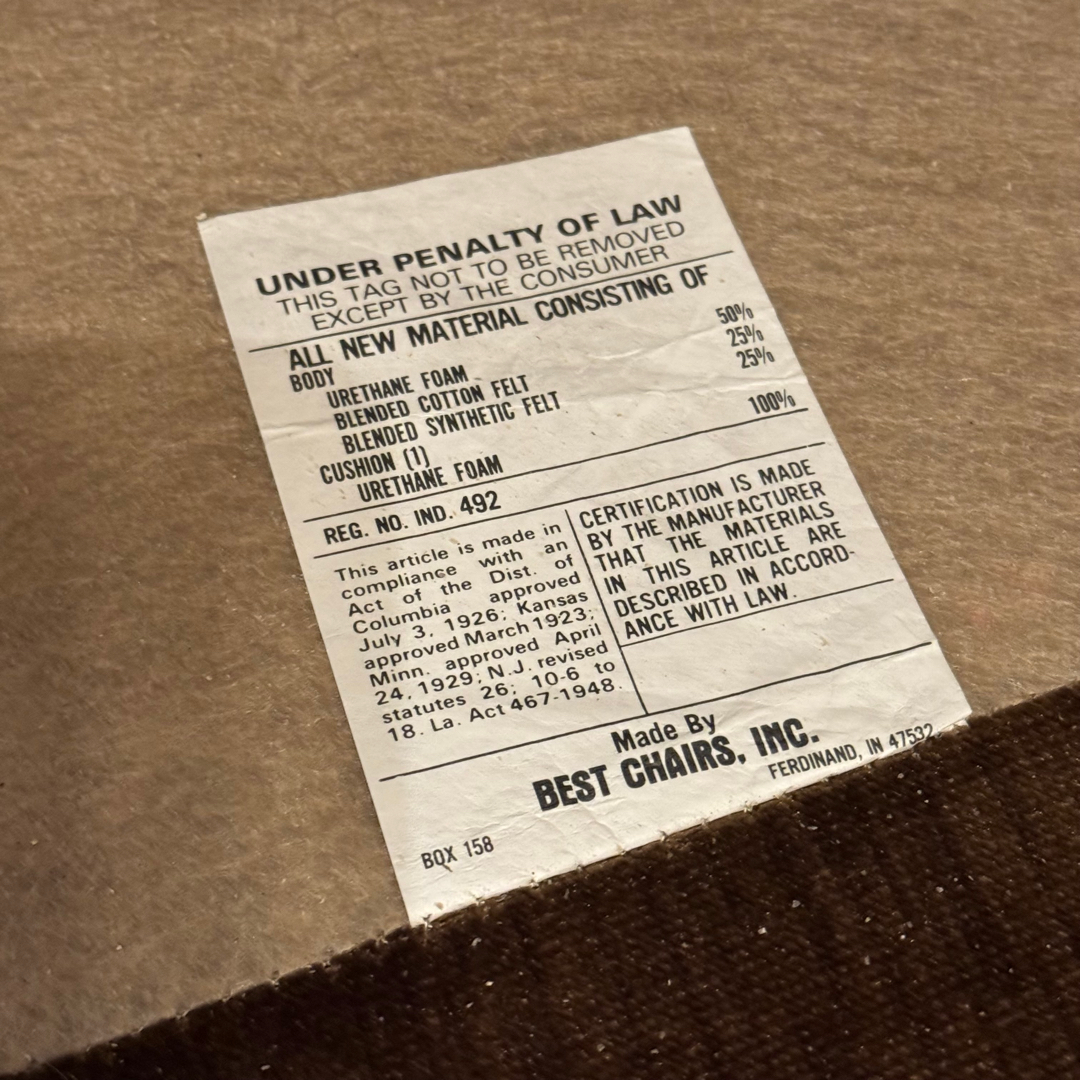 UNDER PENALTY OF LAW
THIS TAG NOT TO BE REMOVED
EXCEPT BY THE CONSUMER
ALL NEW MATERIAL CONSISTING OF
BODY
URETHANE FOAM 50%
BLENDED COTTON FELT 25%
BLENDED SYNTHETIC FELT 25%
CUSHION (1)
URETHANE FOAM 100%
REG. NO. IND. 492
This article is made in
compliance with an
Act of the Dist. of
Columbia approved
July 3, 1926; Kansas
approved March 1923;
Minn. approved April
24, 1929; N.J. revised
statutes 26; 10-6 to
18. La. Act 467-1948.
CERTIFICATION IS MADE
BY THE MANUFACTURER
THAT THE MATERIALS
IN THIS ARTICLE ARE
DESCRIBED IN ACCORD-
ANCE WITH LAW.
Made By
BEST CHAIRS, INC.
BOX 158 FERDINAND, IN 47532